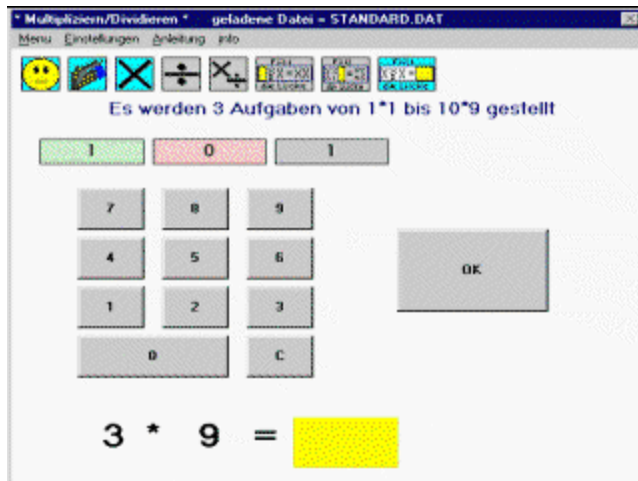 * Multipliziern/Dividieren * geladene Datei = STANDARD.DAT
Menu Einstellungen Anleitung info
Es werden 3 Aufgaben von 1*1 bis 10*9 gestellt
1 0 1
7 8 9
4 5 6 OK
1 2 3
0 C
3 * 9 =